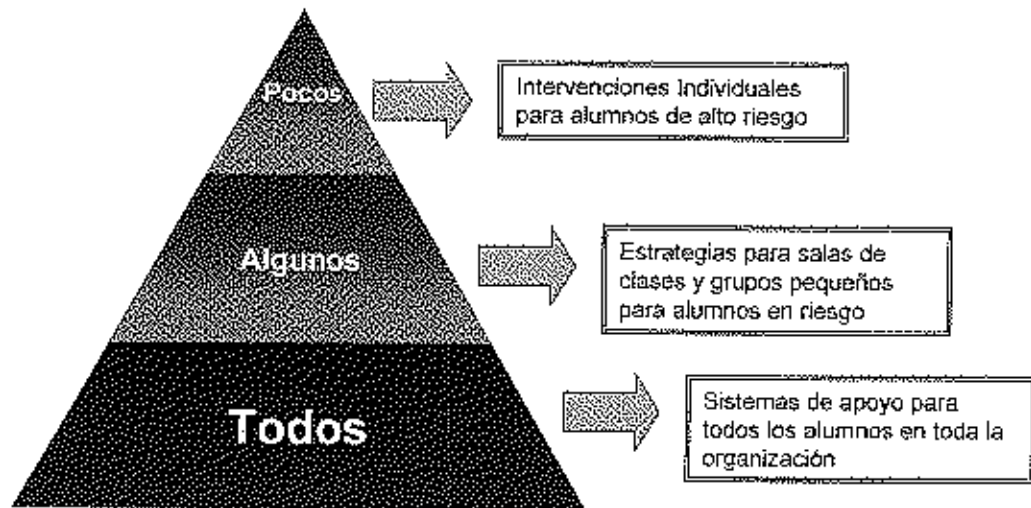 Pocos
Intervenciones Individuales
para alumnos de alto riesgo
Algunos
Estrategias para salas de
clases y grupos pequeños
para alumnos en riesgo
Todos
Sistemas de apoyo para
todos los alumnos en toda la
organización